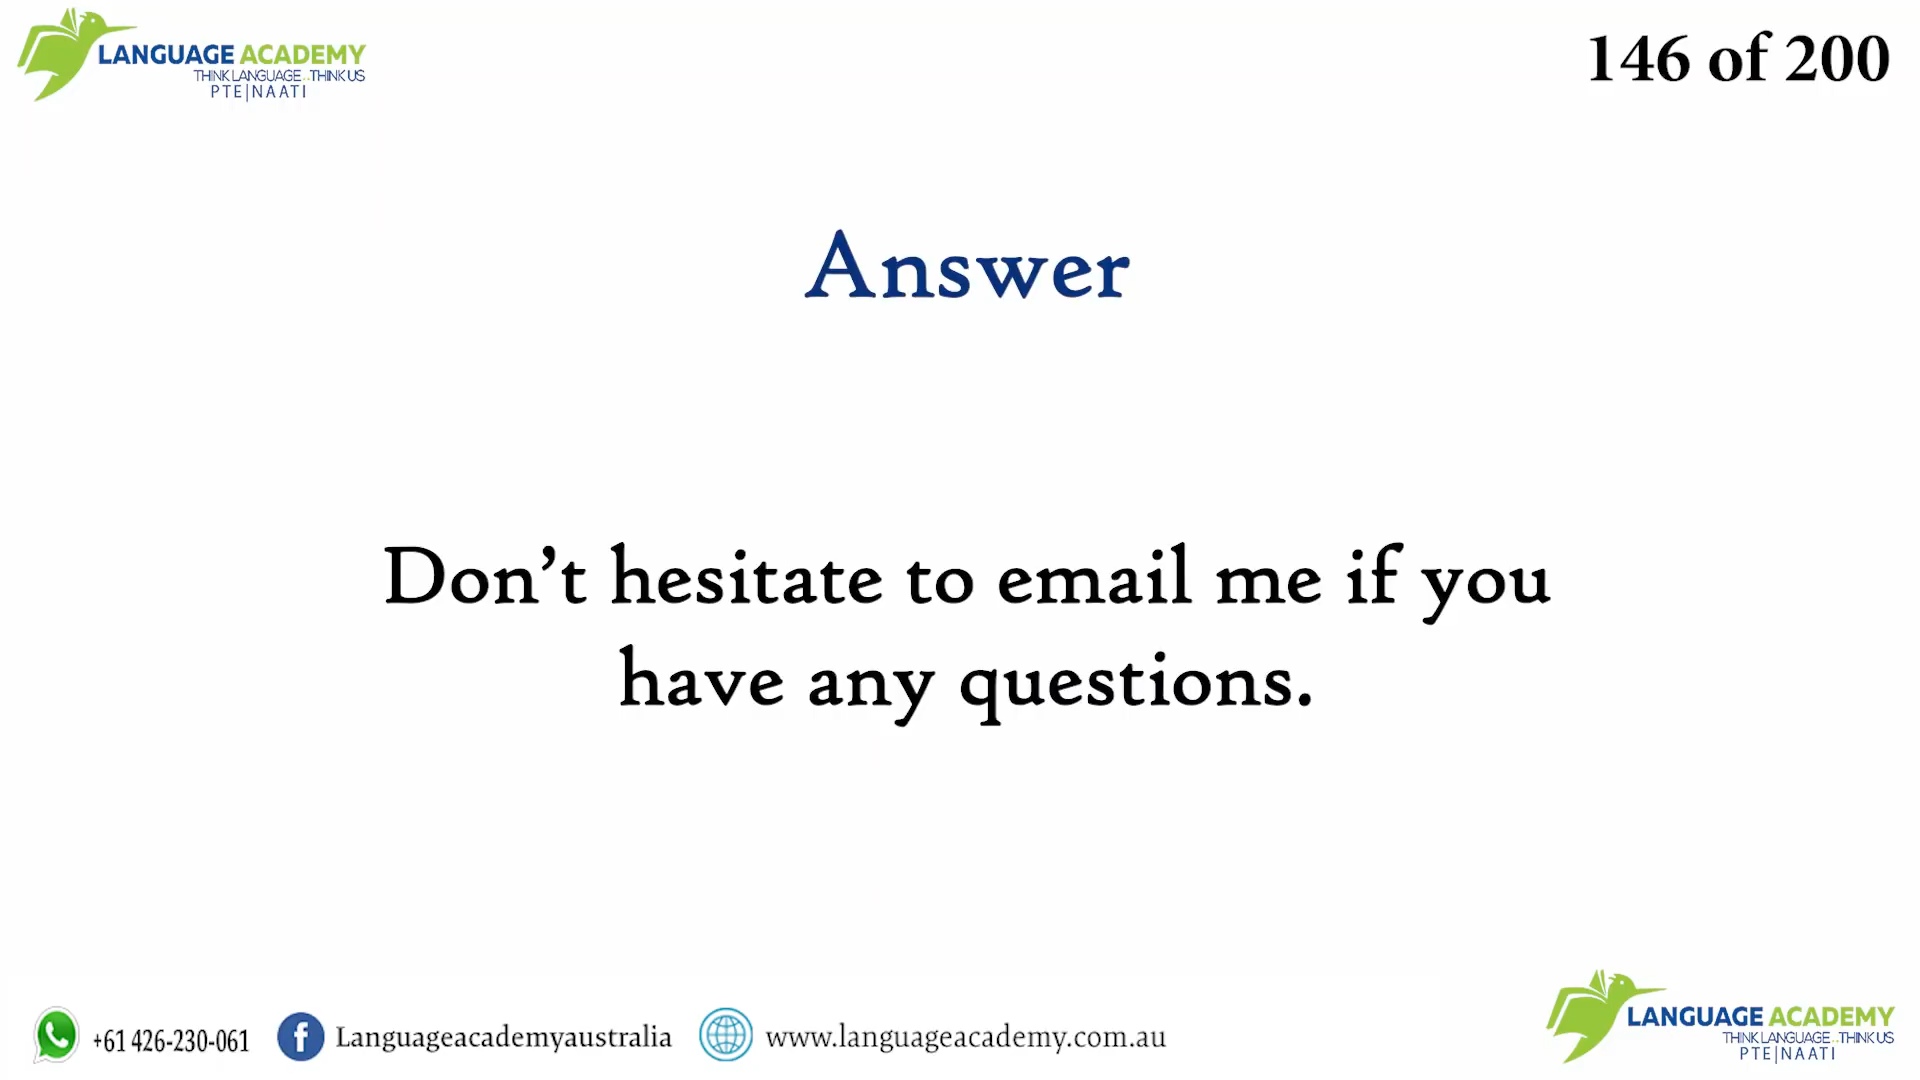 LANGUAGE ACADEMY
THINK LANGUAGE..THINK US
PTE|NAATI
146 of 200
Answer
Don’t hesitate to email me if you
have any questions.
+61 426-230-061
Languageacademyaustralia
www.languageacademy.com.au
LANGUAGE ACADEMY
THINK LANGUAGE..THINK US
PTE|NAATI